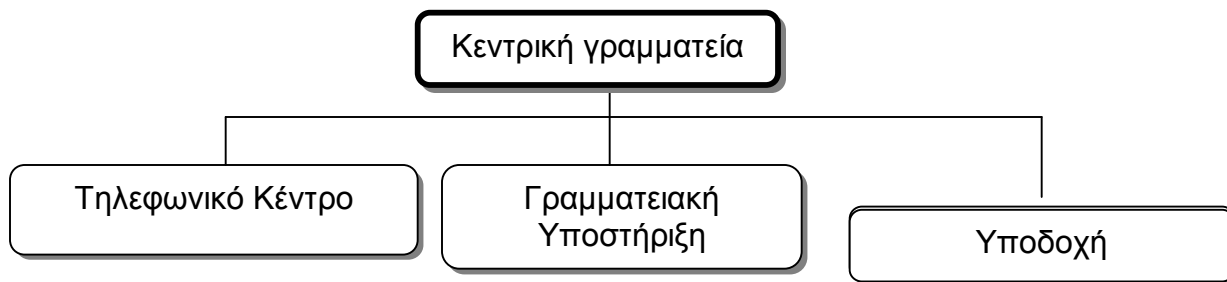 Κεντρική γραμματεία
Τηλεφωνικό Κέντρο
Γραμματειακή
Υποστήριξη
Υποδοχή